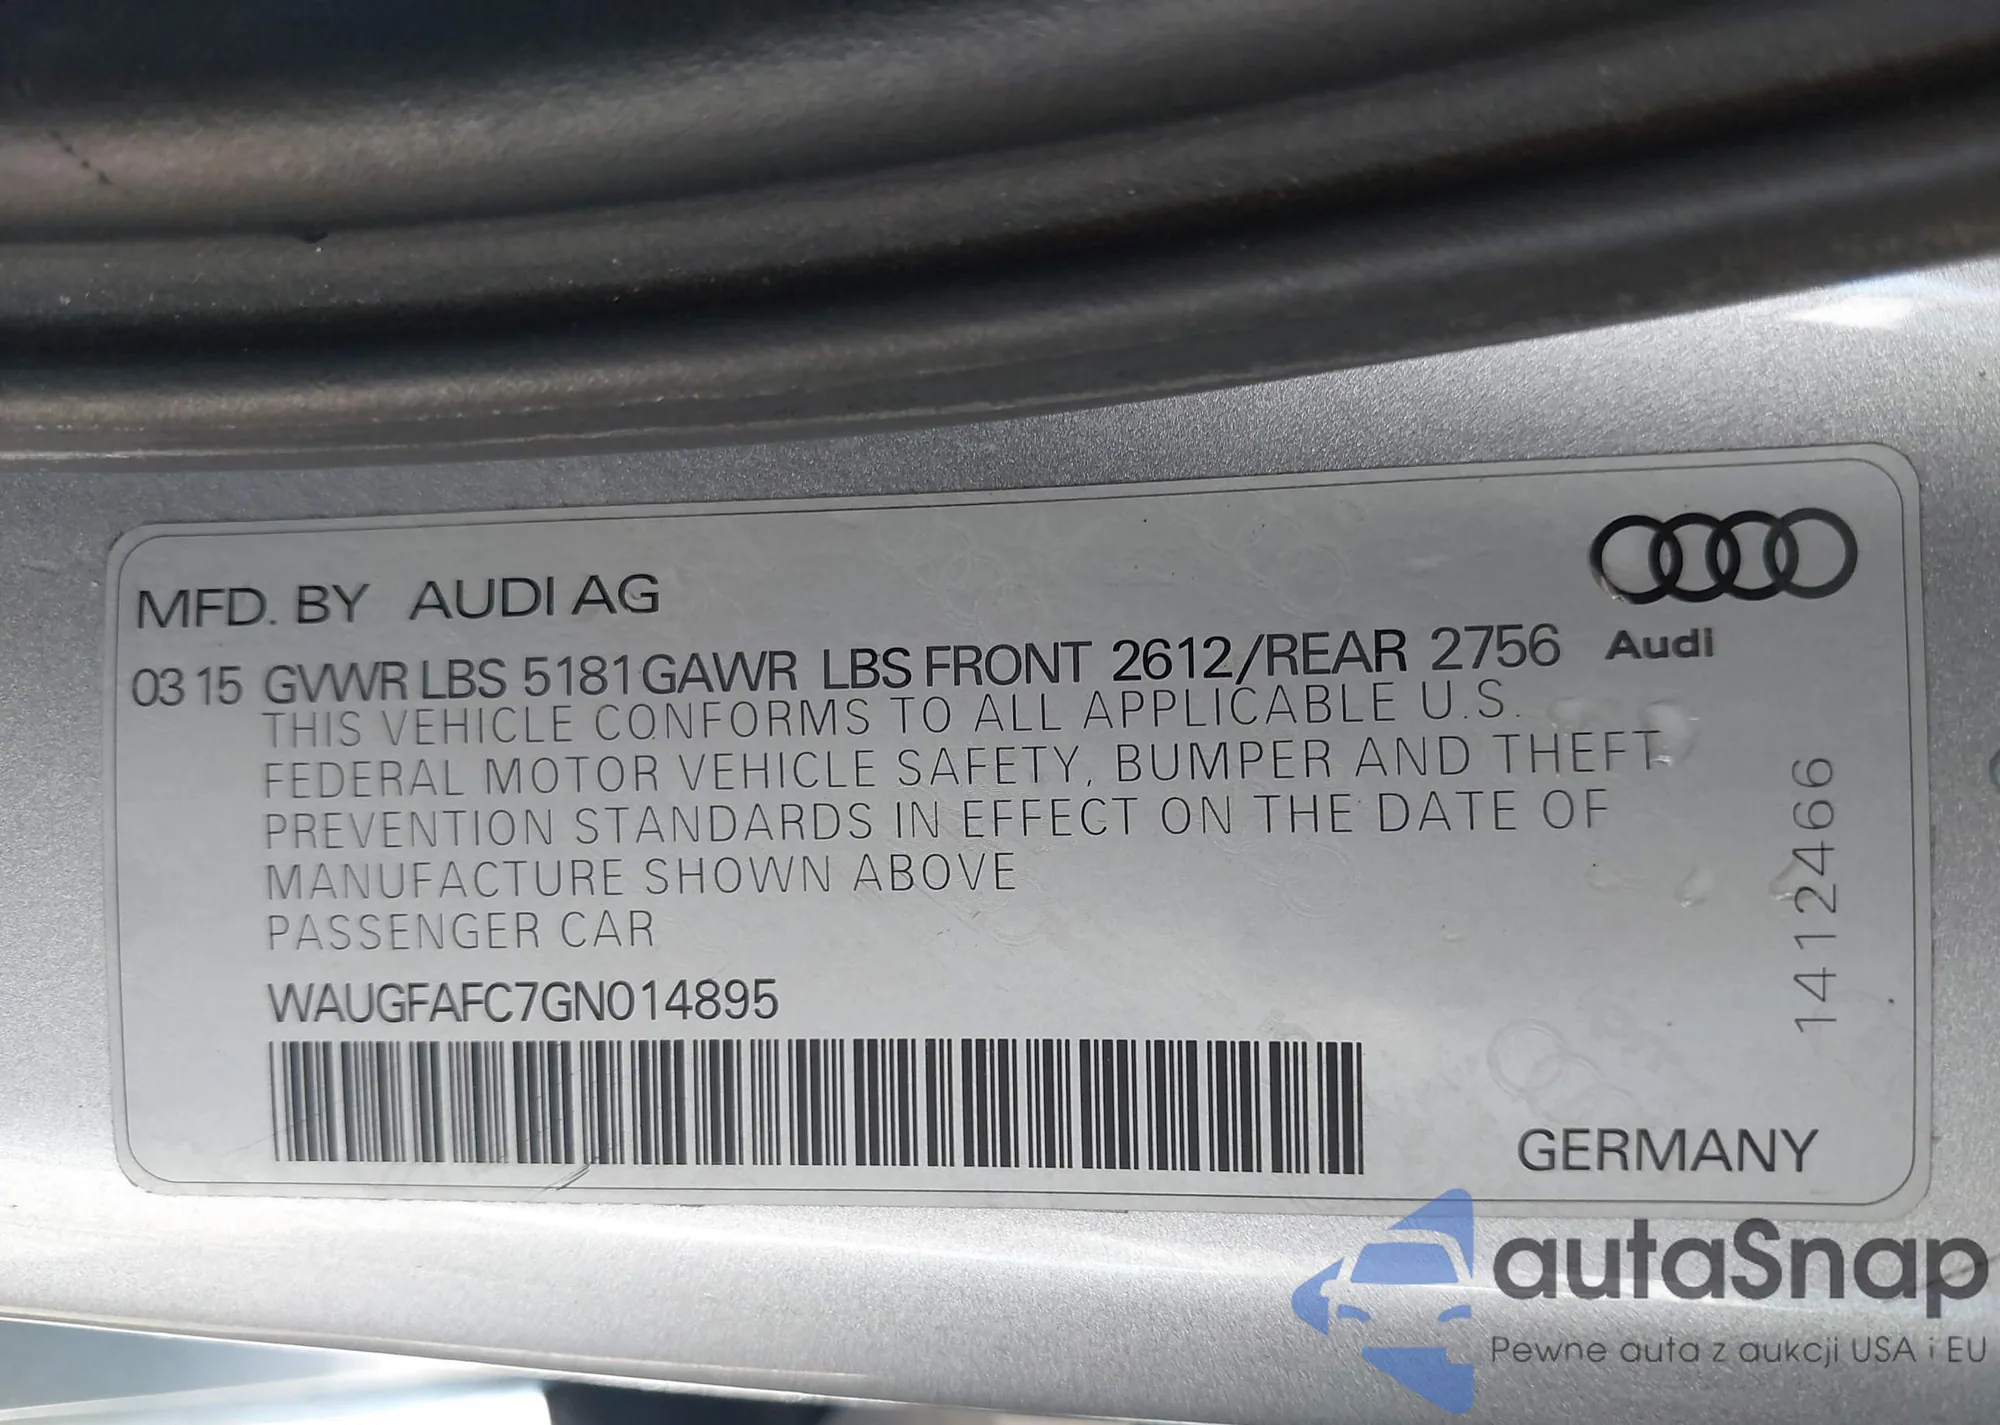 MFD. BY AUDI AG
03 15 GVWR LBS 5181 GAWR LBS FRONT 2612/REAR 2756
Audi
THIS VEHICLE CONFORMS TO ALL APPLICABLE U.S.
FEDERAL MOTOR VEHICLE SAFETY, BUMPER AND THEFT
PREVENTION STANDARDS IN EFFECT ON THE DATE OF
MANUFACTURE SHOWN ABOVE
PASSENGER CAR
WAUGFAFC7GN014895
1412466
GERMANY
autaSnap
Pewne auta z aukcji USA i EU